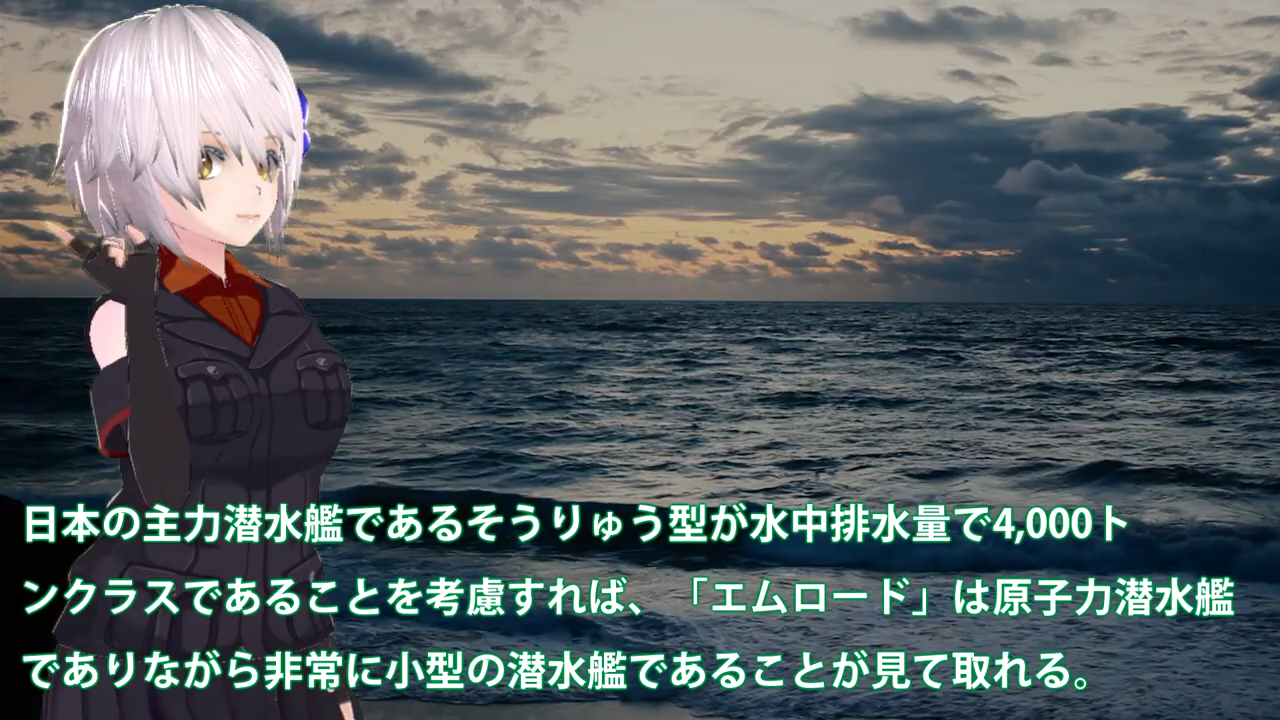 日本の主力潜水艦であるそうりゅう型が水中排水量で4,000ト
ンクラスであることを考慮すれば、「エムロード」は原子力潜水艦
でありながら非常に小型の潜水艦であることが見て取れる。